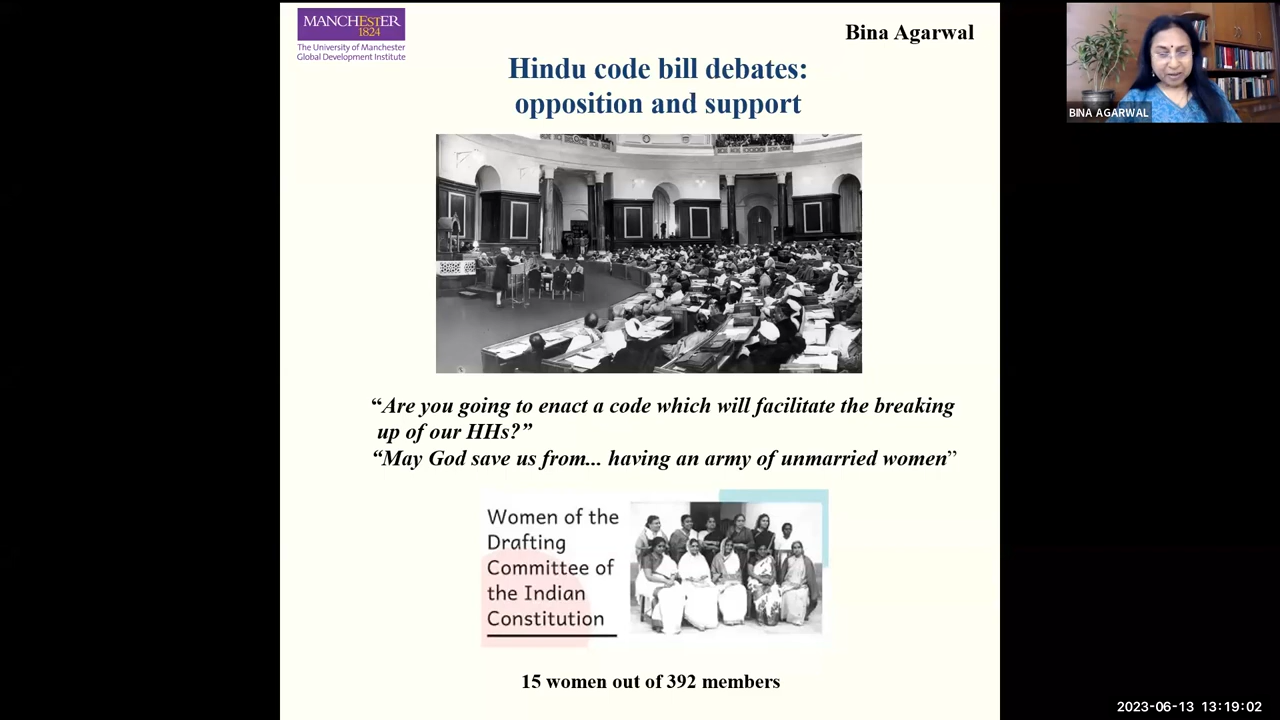 MANCHESTER
1824
The University of Manchester
Global Development Institute
Bina Agarwal
BINA AGARWAL
Hindu code bill debates:
opposition and support
“Are you going to enact a code which will facilitate the breaking
up of our HHs?”
“May God save us from... having an army of unmarried women”
Women of the
Drafting
Committee of
the Indian
Constitution
15 women out of 392 members
2023-06-13 13:19:02